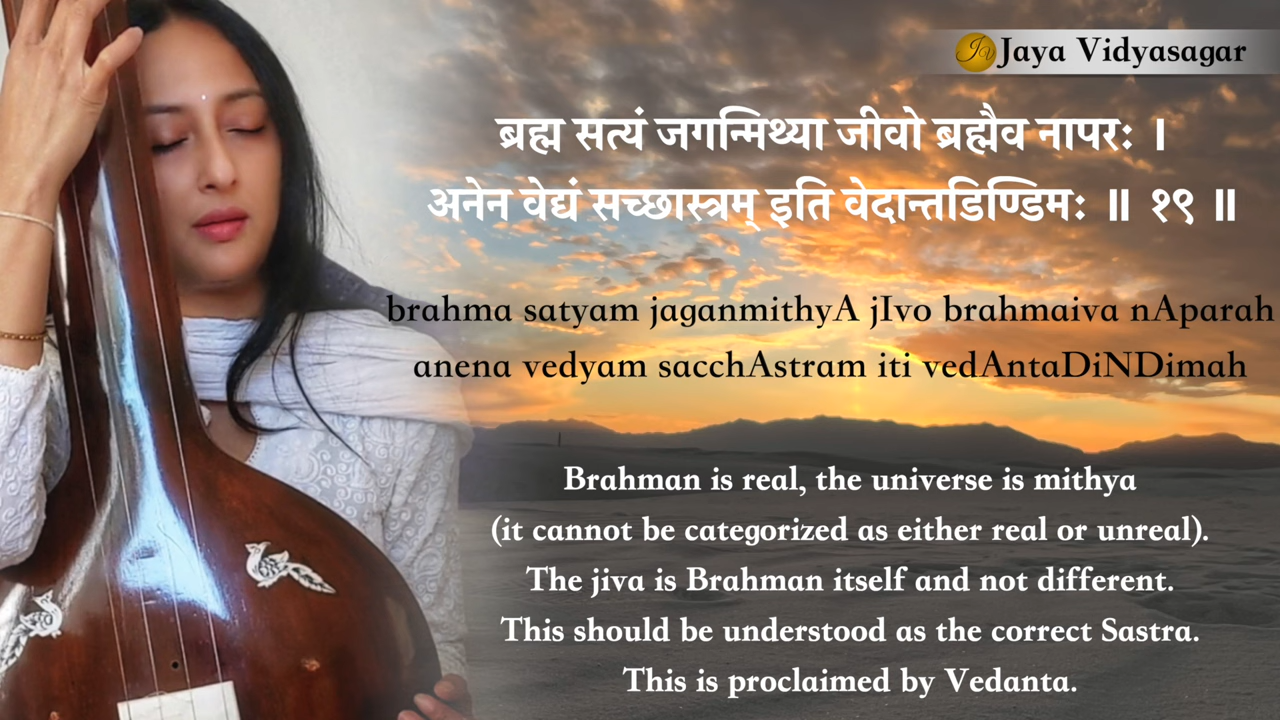 Jaya Vidyasagar
ब्रह्म सत्यं जगन्मिथ्या जीवो ब्रह्मैव नापरः ।
अनेन वेद्यं सच्छास्त्रम् इति वेदान्तडिण्डिमः ॥ १९ ॥
brahma satyam jaganmithyA jIvo brahmaiva nAparah
anena vedyam sacchAstram iti vedAntaDiNDimah
Brahman is real, the universe is mithya
(it cannot be categorized as either real or unreal).
The jiva is Brahman itself and not different.
This should be understood as the correct Sastra.
This is proclaimed by Vedanta.